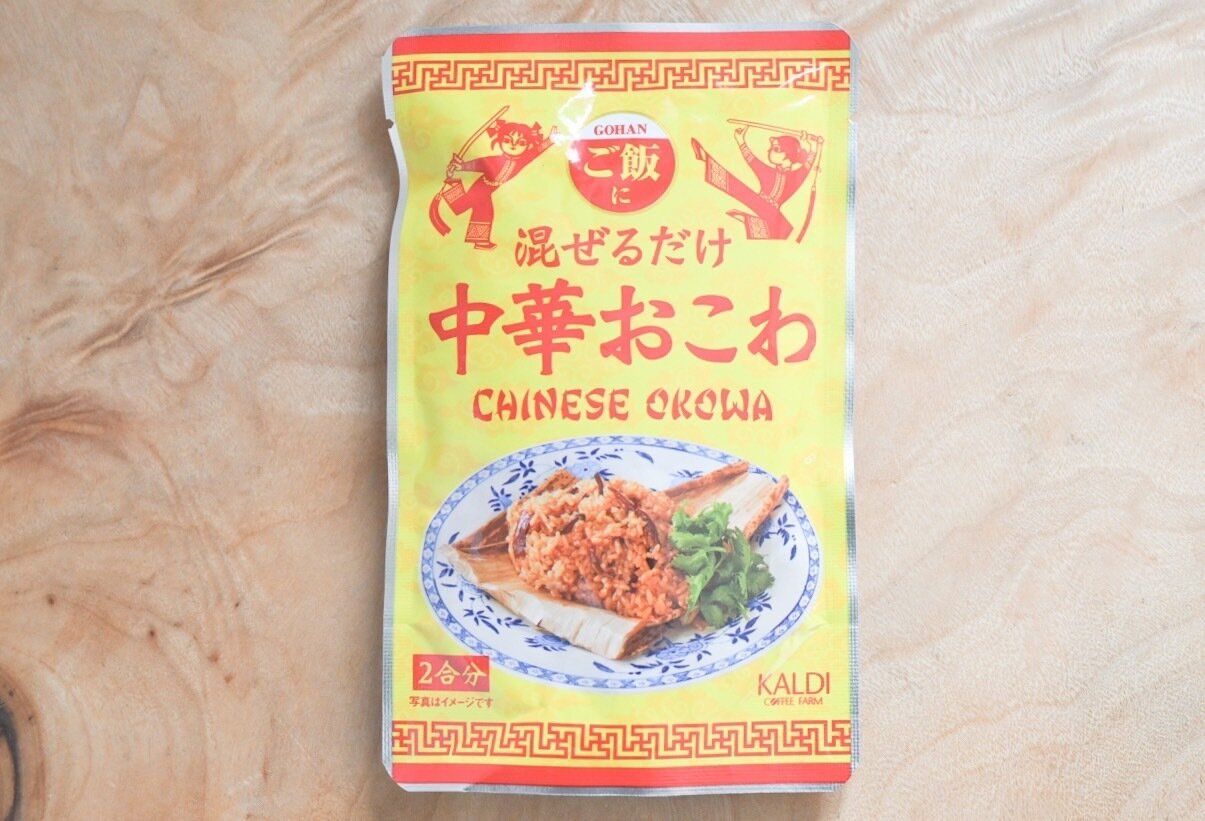 GOHAN
ご飯
に
混ぜるだけ
中華おこわ
CHINESE OKOWA
2合分
写真はイメージです
KALDI
COFFEE FARM